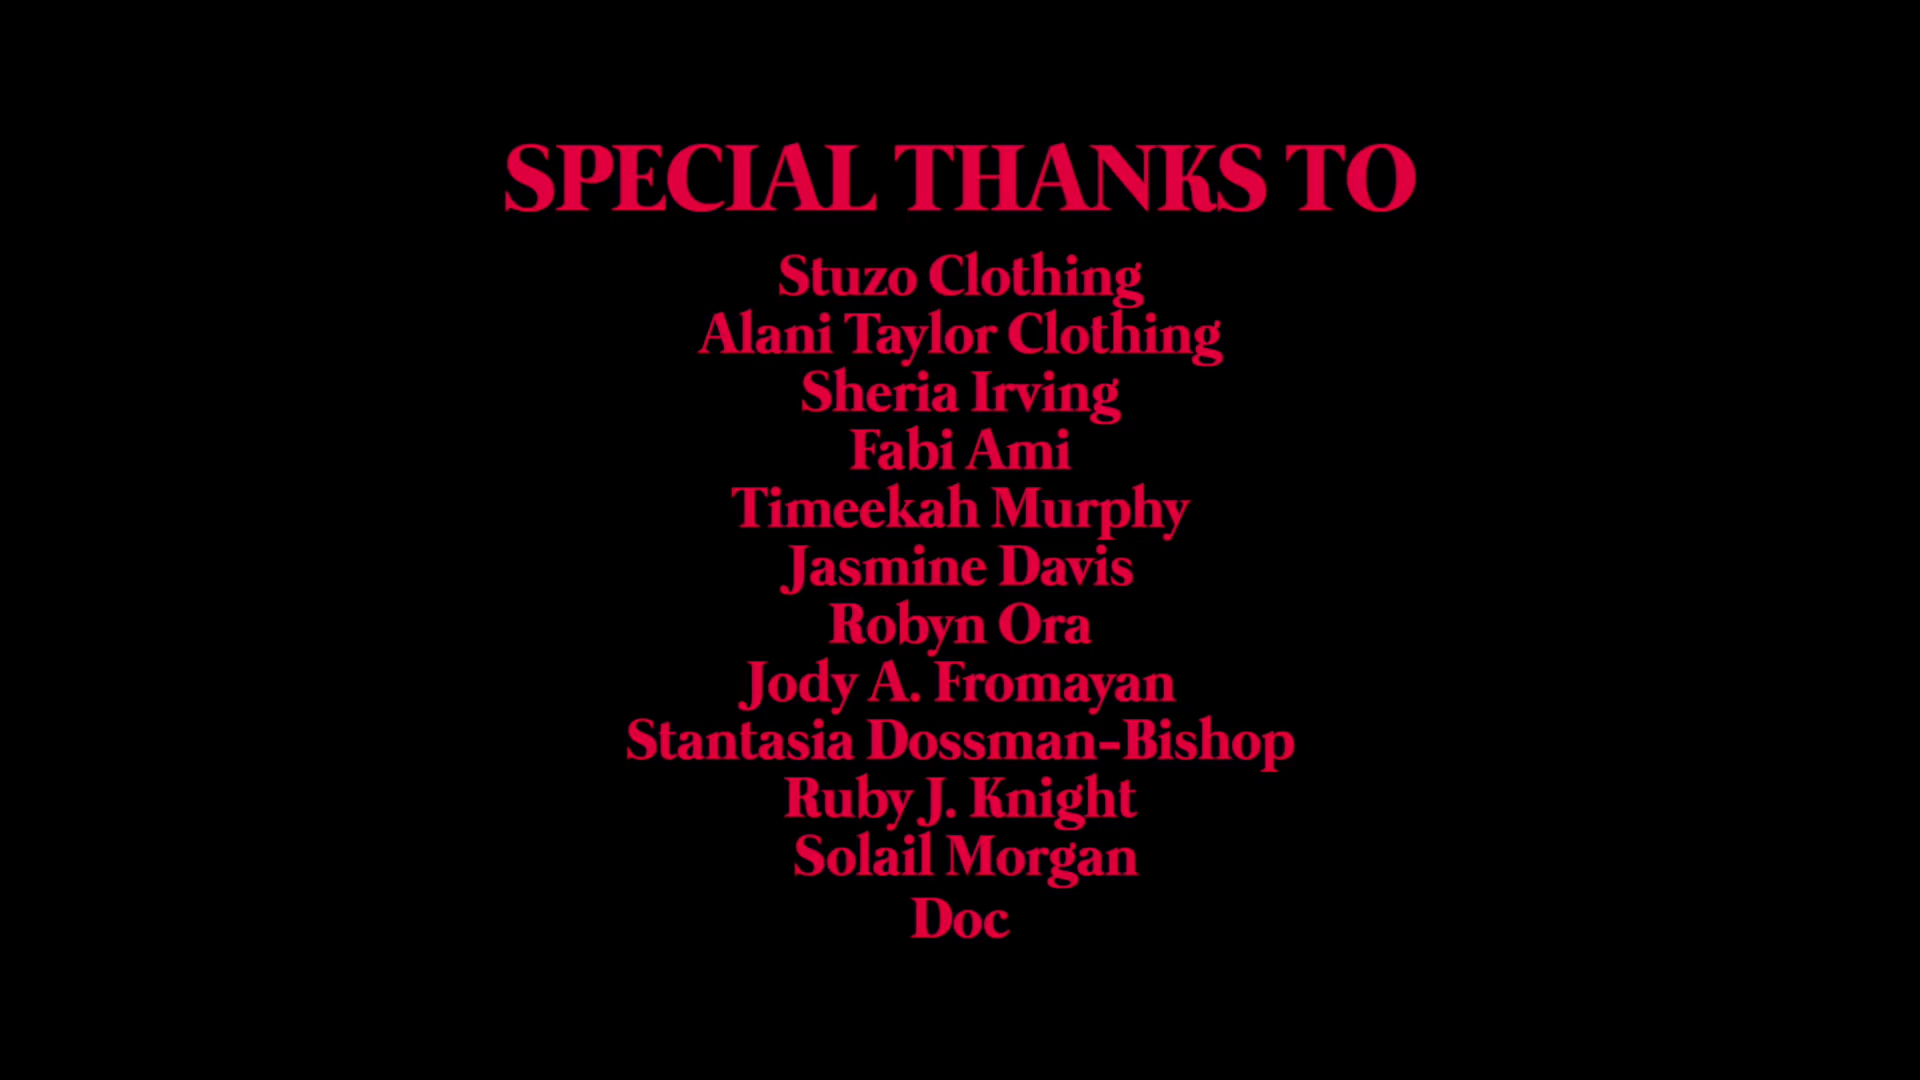 SPECIAL THANKS TO
Stuzo Clothing
Alani Taylor Clothing
Sheria Irving
Fabi Ami
Timeekah Murphy
Jasmine Davis
Robyn Ora
Jody A. Fromayan
Stantasia Dossman-Bishop
Ruby J. Knight
Solail Morgan
Doc